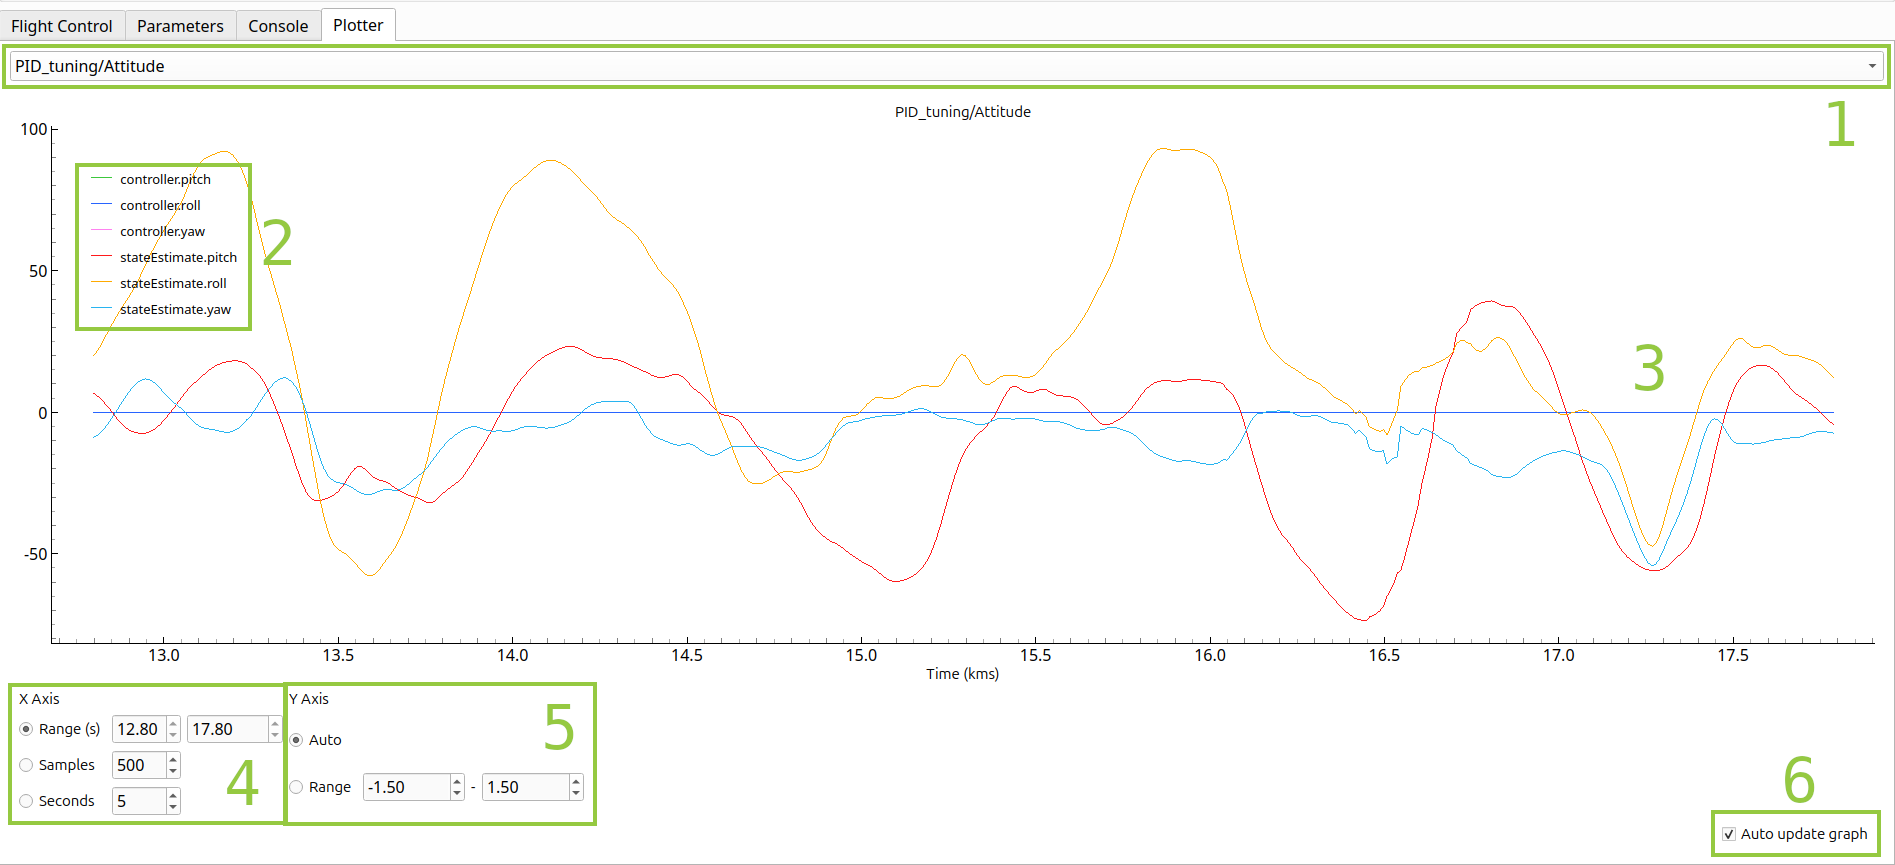 Flight Control Parameters Console Plotter
PID_tuning/Attitude
1
PID_tuning/Attitude
100
50
0
-50
controller.pitch
controller.roll
controller.yaw
stateEstimate.pitch
stateEstimate.roll
stateEstimate.yaw
2
3
13.0 13.5 14.0 14.5 15.0 15.5 16.0 16.5 17.0 17.5
Time (kms)
X Axis
Range (s) 12.80 17.80
Samples 500
Seconds 5
4
Y Axis
Auto
Range -1.50 - 1.50
5
6
Auto update graph